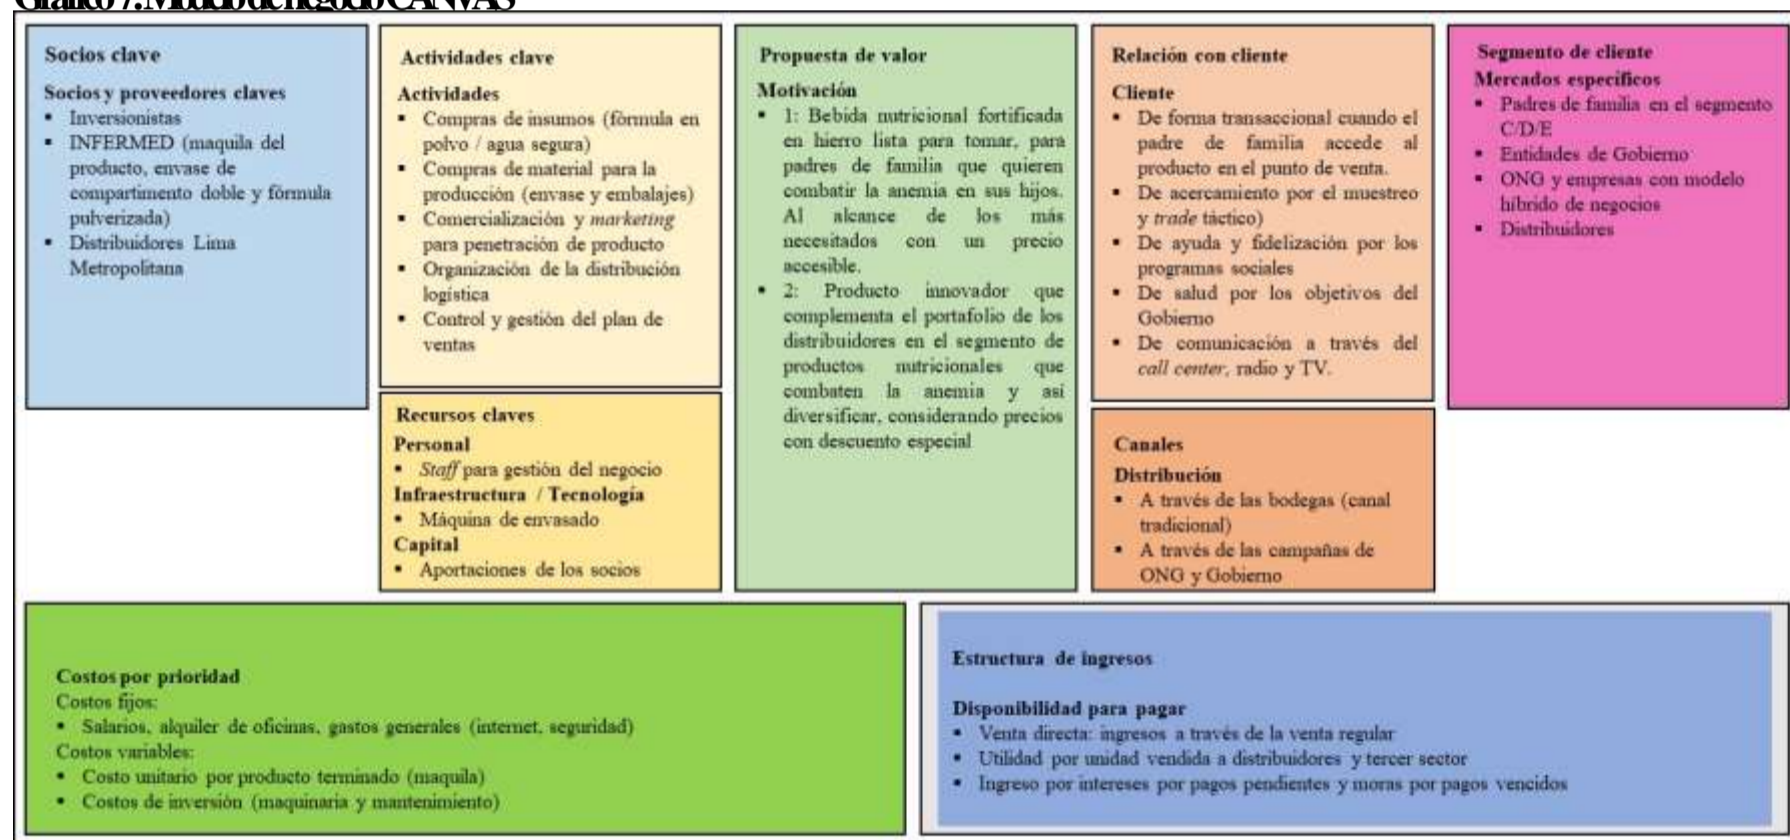 Gráfico 7. Modelo de negocio CANVAS
Socios clave
Socios y proveedores claves
▪ Inversionistas
▪ INFERMED (maquila del
producto, envase de
compartimento doble y fórmula
pulverizada)
▪ Distribuidores Lima
Metropolitana
Actividades clave
Actividades
▪ Compras de insumos (fórmula en
polvo / agua segura)
▪ Compras de material para la
producción (envase y embalajes)
▪ Comercialización y marketing
para penetración de producto
▪ Organización de la distribución
logística
▪ Control y gestión del plan de
ventas
Recursos claves
Personal
▪ Staff para gestión del negocio
Infraestructura / Tecnología
▪ Máquina de envasado
Capital
▪ Aportaciones de los socios
Propuesta de valor
Motivación
▪ 1: Bebida nutricional fortificada
en hierro lista para tomar, para
padres de familia que quieren
combatir la anemia en sus hijos.
Al alcance de los más
necesitados con un precio
accesible.
▪ 2: Producto innovador que
complementa el portafolio de los
distribuidores en el segmento de
productos nutricionales que
combaten la anemia y así
diversificar, considerando precios
con descuento especial
Relación con cliente
Cliente
▪ De forma transaccional cuando el
padre de familia accede al
producto en el punto de venta.
▪ De acercamiento por el muestreo
y trade táctico)
▪ De ayuda y fidelización por los
programas sociales
▪ De salud por los objetivos del
Gobierno
▪ De comunicación a través del
call center, radio y TV.
Canales
Distribución
▪ A través de las bodegas (canal
tradicional)
▪ A través de las campañas de
ONG y Gobierno
Segmento de cliente
Mercados específicos
▪ Padres de familia en el segmento
C/D/E
▪ Entidades de Gobierno
▪ ONG y empresas con modelo
híbrido de negocios
▪ Distribuidores
Costos por prioridad
Costos fijos:
▪ Salarios, alquiler de oficinas, gastos generales (internet, seguridad)
Costos variables:
▪ Costo unitario por producto terminado (maquila)
▪ Costos de inversión (maquinaria y mantenimiento)
Estructura de ingresos
Disponibilidad para pagar
▪ Venta directa: ingresos a través de la venta regular
▪ Utilidad por unidad vendida a distribuidores y tercer sector
▪ Ingreso por intereses por pagos pendientes y moras por pagos vencidos